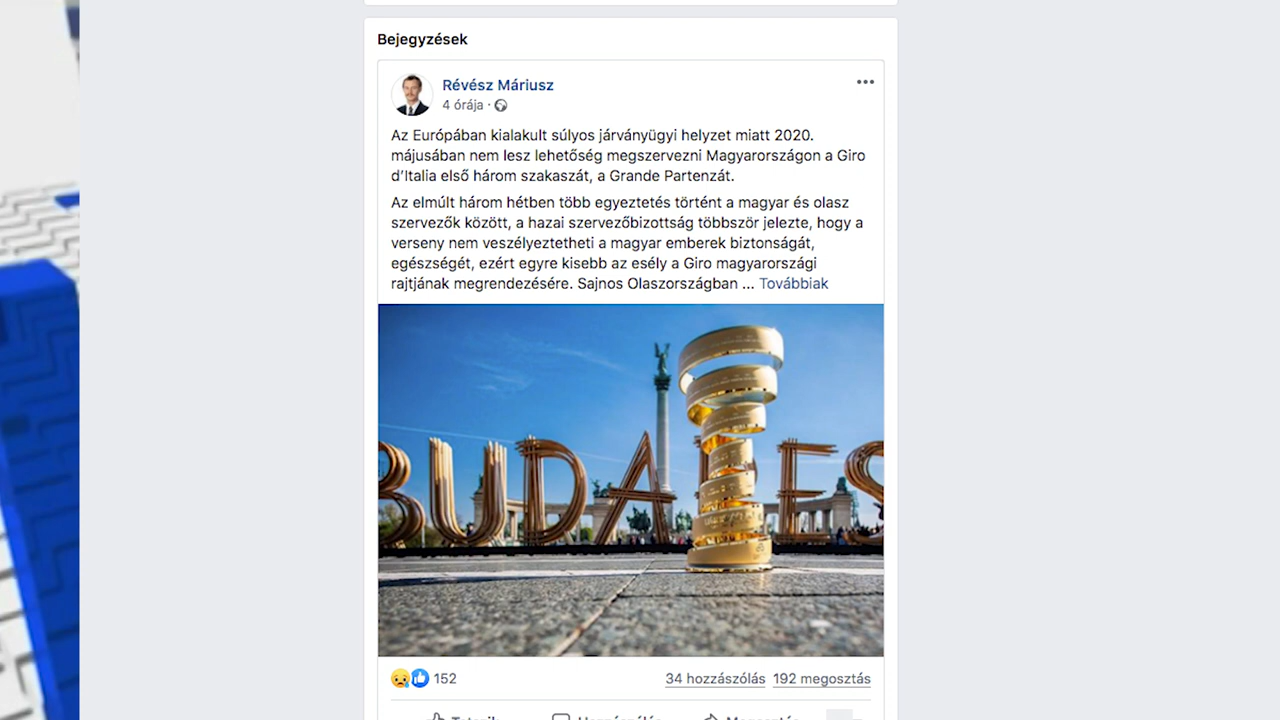 Bejegyzések
Révész Máriusz
4 órája ·
Az Európában kialakult súlyos járványügyi helyzet miatt 2020.
májusában nem lesz lehetőség megszervezni Magyarországon a Giro
d'Italia első három szakaszát, a Grande Partenzát.
Az elmúlt három hétben több egyeztetés történt a magyar és olasz
szervezők között, a hazai szervezőbizottság többször jelezte, hogy a
verseny nem veszélyeztetheti a magyar emberek biztonságát,
egészségét, ezért egyre kisebb az esély a Giro magyarországi
rajtjának megrendezésére. Sajnos Olaszországban ... Továbbiak
BUDA ES
152
34 hozzászólás 192 megosztás